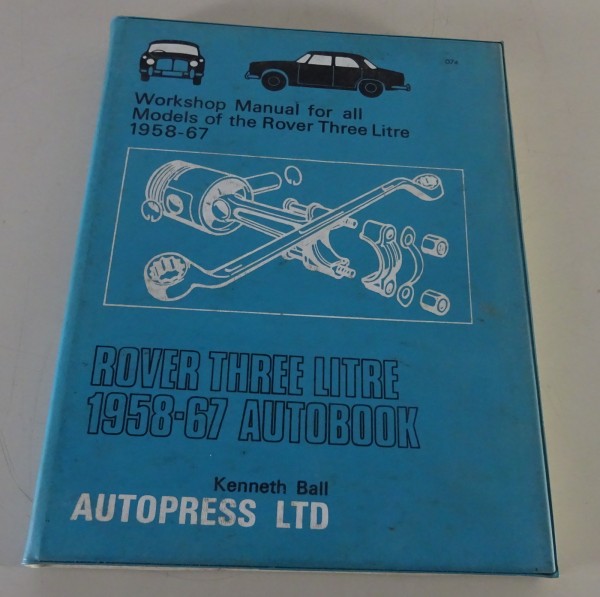 Workshop Manual for all
Models of the Rover Three Litre
1958-67
ROVER THREE LITRE
1958-67 AUTOBOOK
Kenneth Ball
AUTOPRESS LTD